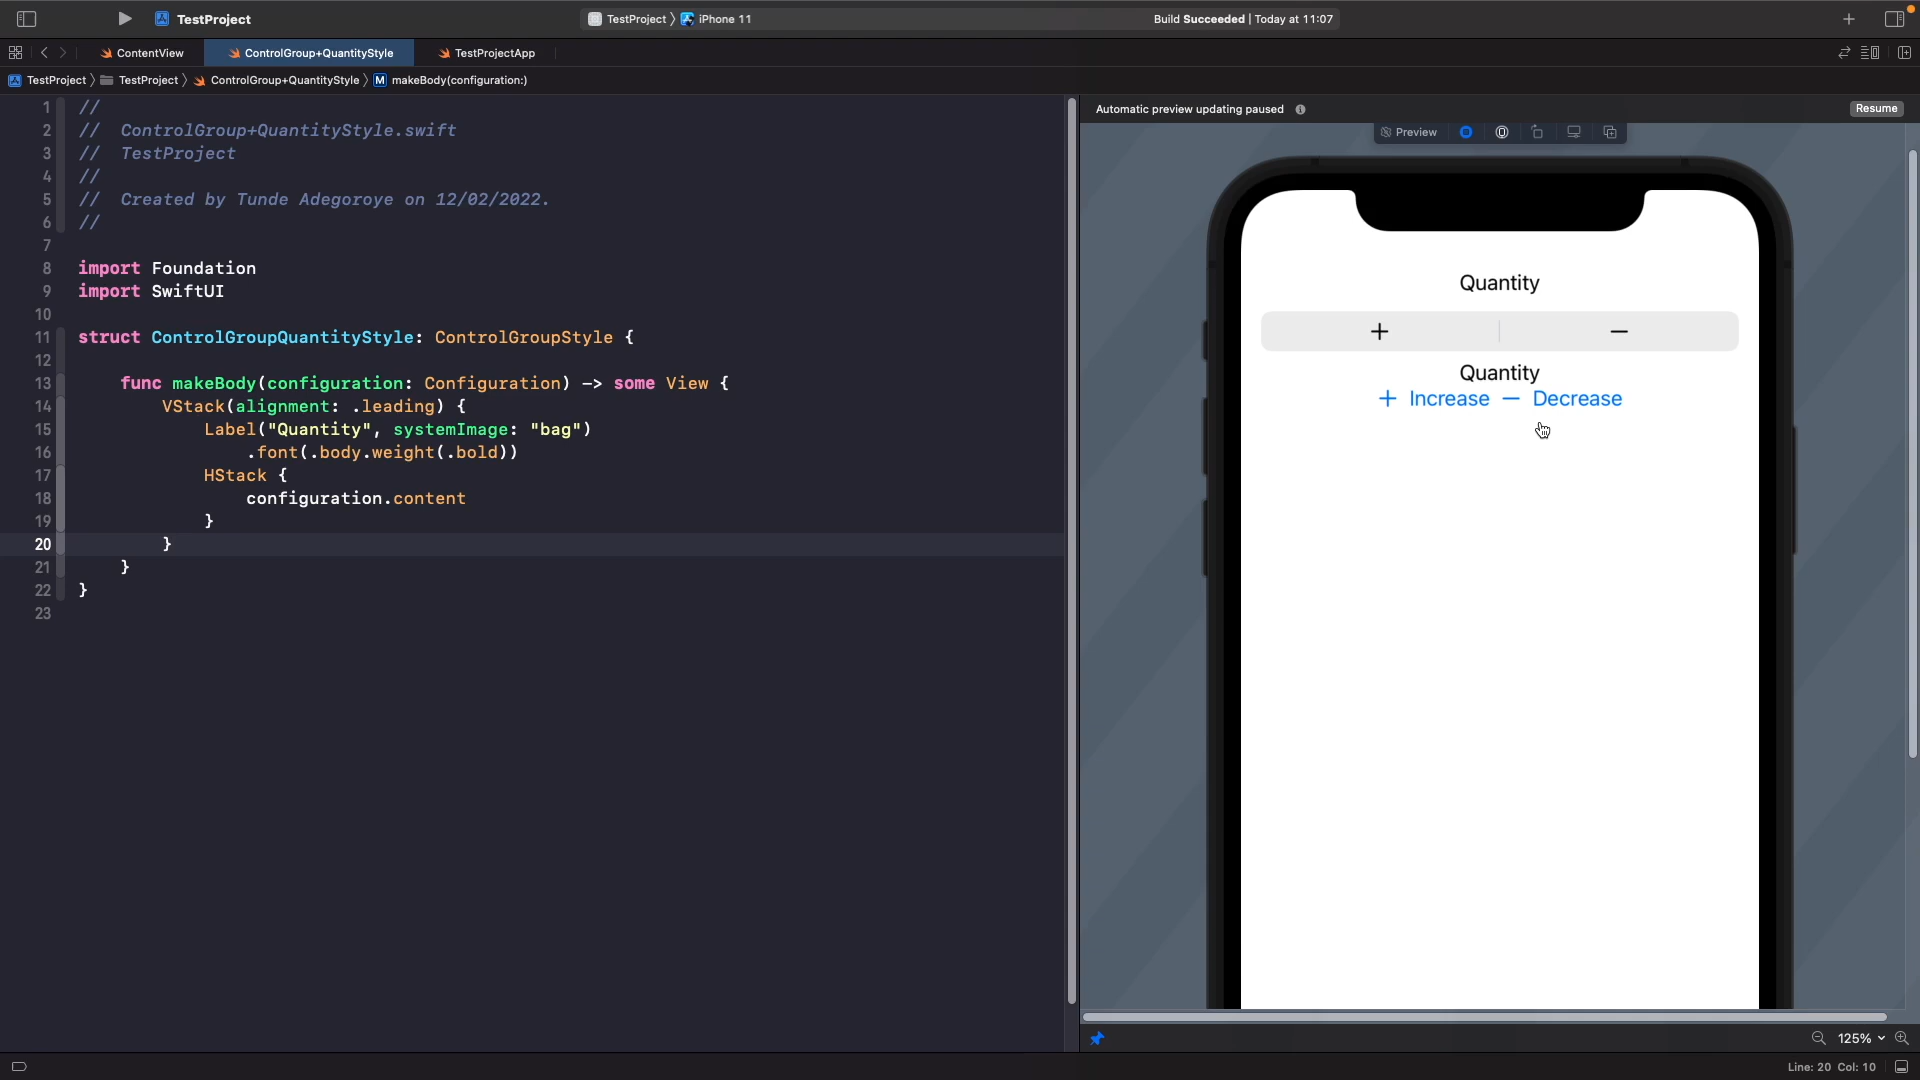 TestProject
TestProject 〉 iPhone 11
Build Succeeded | Today at 11:07
ContentView
ControlGroup+QuantityStyle
TestProjectApp
TestProject 〉 TestProject 〉 ControlGroup+QuantityStyle 〉 M makeBody(configuration:)
1 //
2 //  ControlGroup+QuantityStyle.swift
3 //  TestProject
4 //
5 //  Created by Tunde Adegoroye on 12/02/2022.
6 //
7
8 import Foundation
9 import SwiftUI
10
11 struct ControlGroupQuantityStyle: ControlGroupStyle {
12
13     func makeBody(configuration: Configuration) -> some View {
14         VStack(alignment: .leading) {
15             Label("Quantity", systemImage: "bag")
16                 .font(.body.weight(.bold))
17             HStack {
18                 configuration.content
19             }
20         }
21     }
22 }
23
Automatic preview updating paused
Resume
Preview
Quantity
+ −
Quantity
+ Increase − Decrease
125%
Line: 20 Col: 10